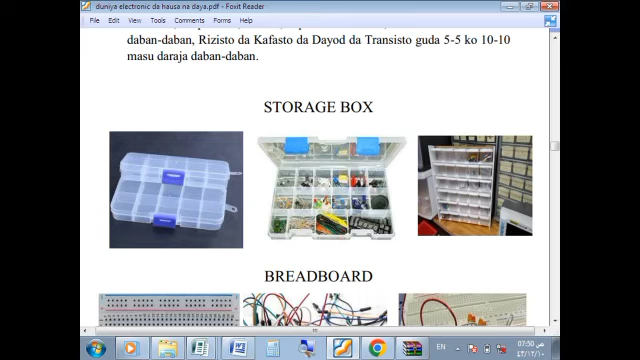 duniya electronic da hausa na daya.pdf - Foxit Reader
File Edit View Comments Forms Help
daban-daban, Rizisto da Kafasto da Dayod da Transisto guda 5-5 ko 10-10
masu daraja daban-daban.
STORAGE BOX
BREADBOARD
EN
07:50 ص